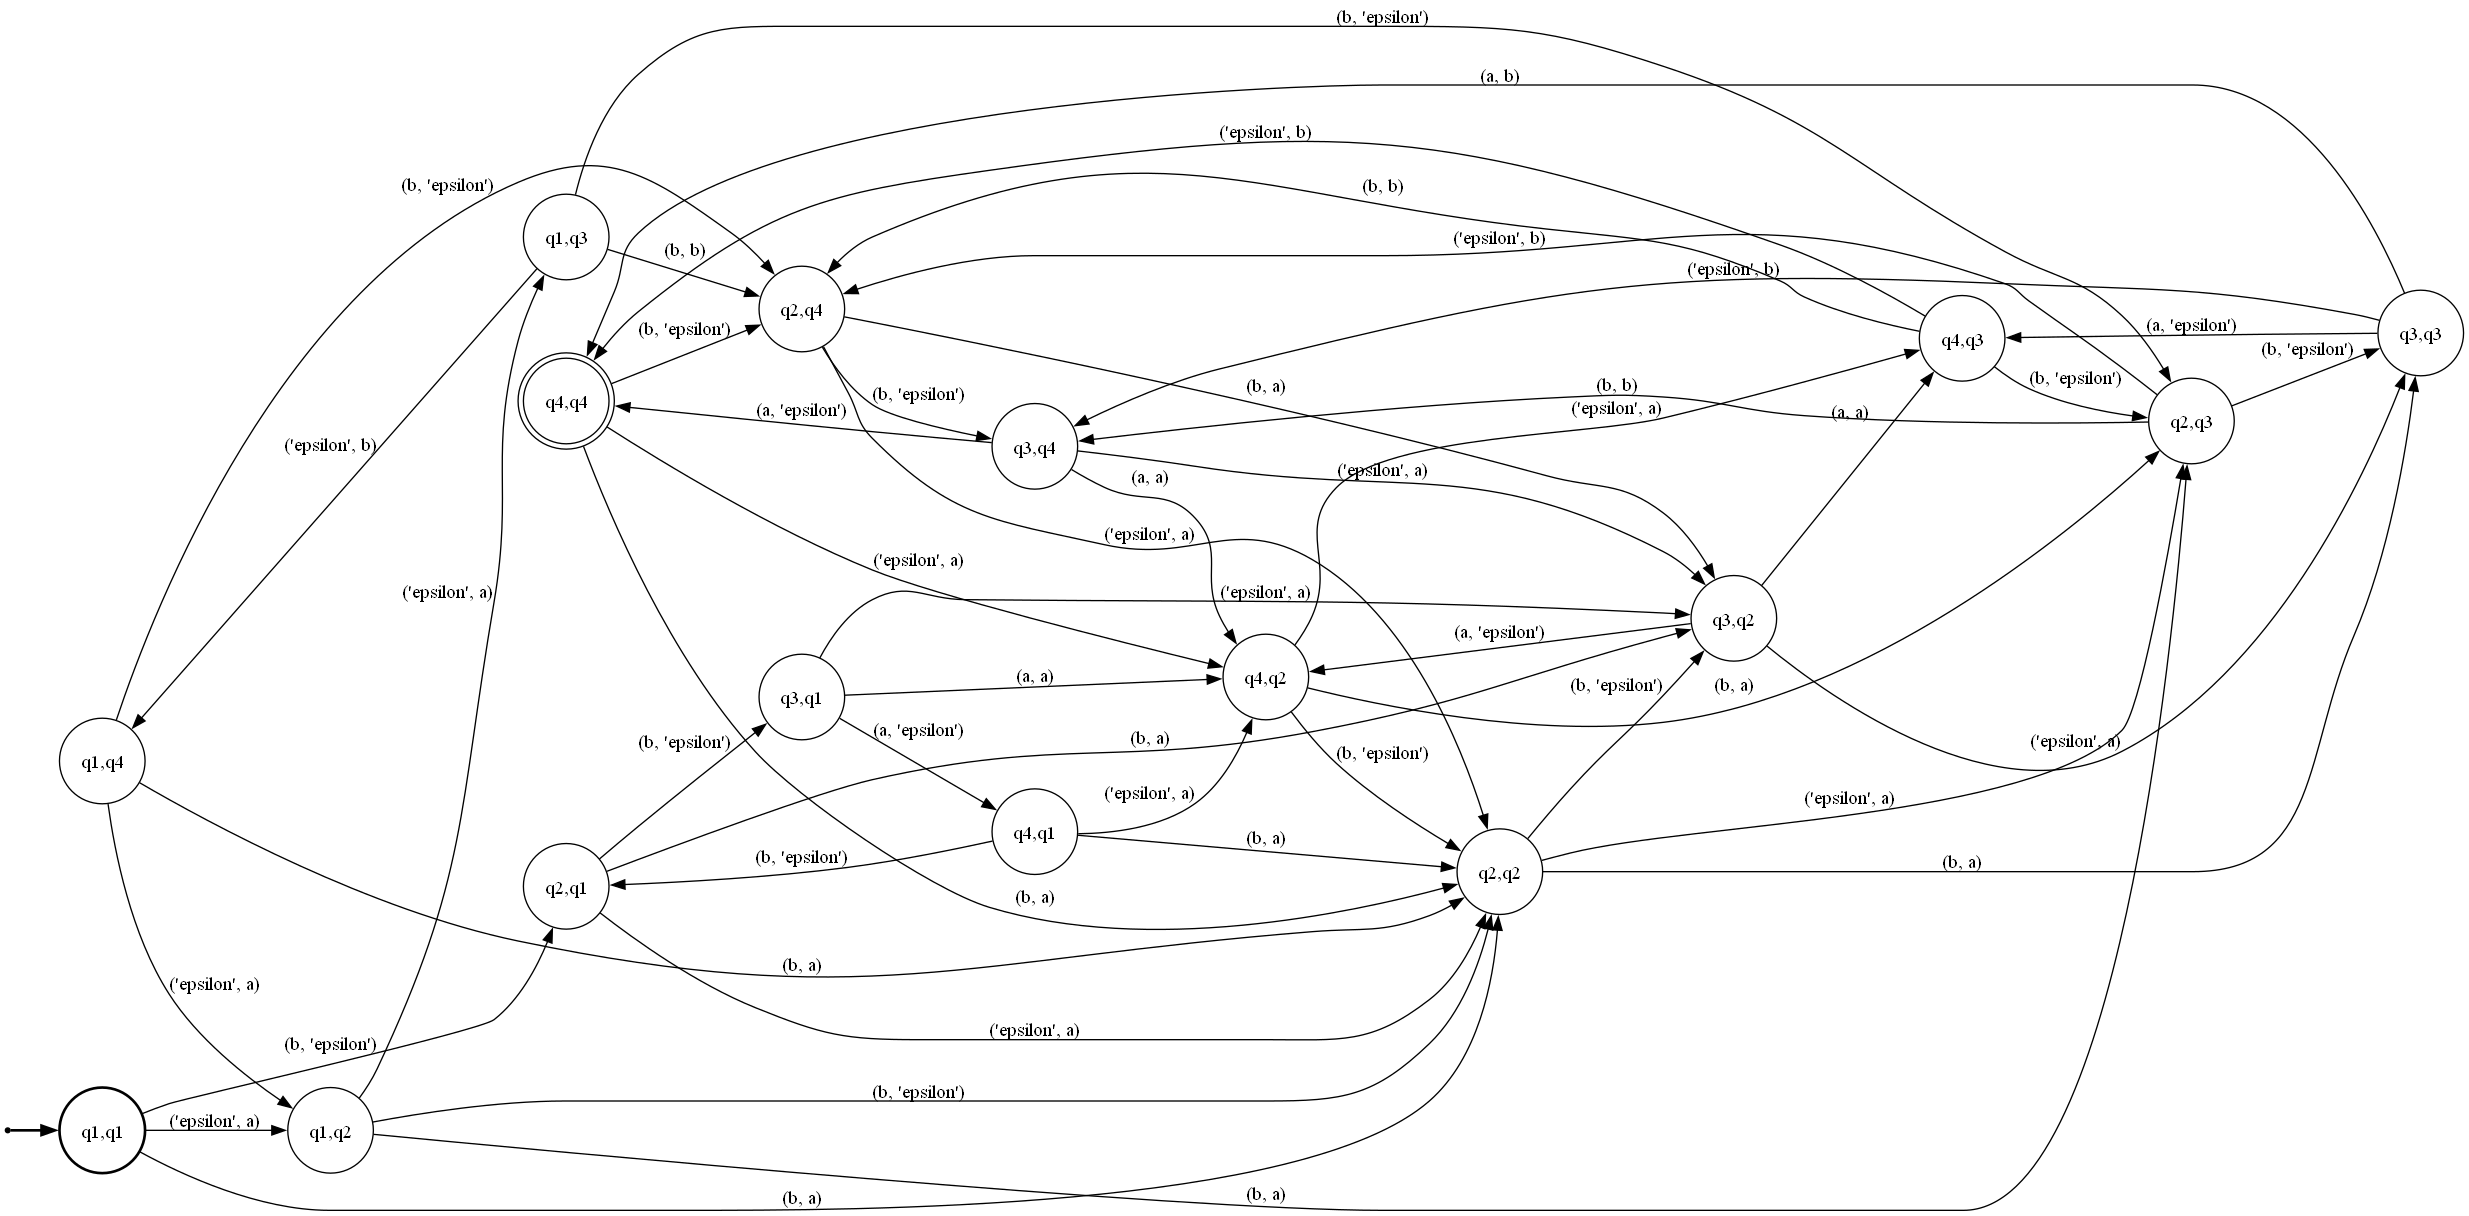 (b, 'epsilon')
(a, b)
('epsilon', b)
(b, 'epsilon')
(b, b)
q1,q3
(b, b)
('epsilon', b)
('epsilon', b)
q2,q4
(b, 'epsilon')
(a, 'epsilon')
q3,q3
q4,q3
(b, 'epsilon')
(b, 'epsilon')
(b, a)
(b, b)
(b, 'epsilon')
q4,q4
(a, 'epsilon')
('epsilon', a)
(a, a)
q2,q3
('epsilon', b)
q3,q4
('epsilon', a)
(a, a)
('epsilon', a)
('epsilon', a)
('epsilon', a)
('epsilon', a)
q3,q2
(a, 'epsilon')
(a, a)
q4,q2
(b, 'epsilon')
(b, a)
q3,q1
(a, 'epsilon')
(b, 'epsilon')
(b, a)
('epsilon', a)
(b, 'epsilon')
q1,q4
('epsilon', a)
('epsilon', a)
q4,q1
(b, a)
(b, 'epsilon')
(b, a)
q2,q2
q2,q1
(b, a)
(b, a)
('epsilon', a)
('epsilon', a)
(b, 'epsilon')
(b, 'epsilon')
('epsilon', a)
q1,q1
q1,q2
(b, a)
(b, a)